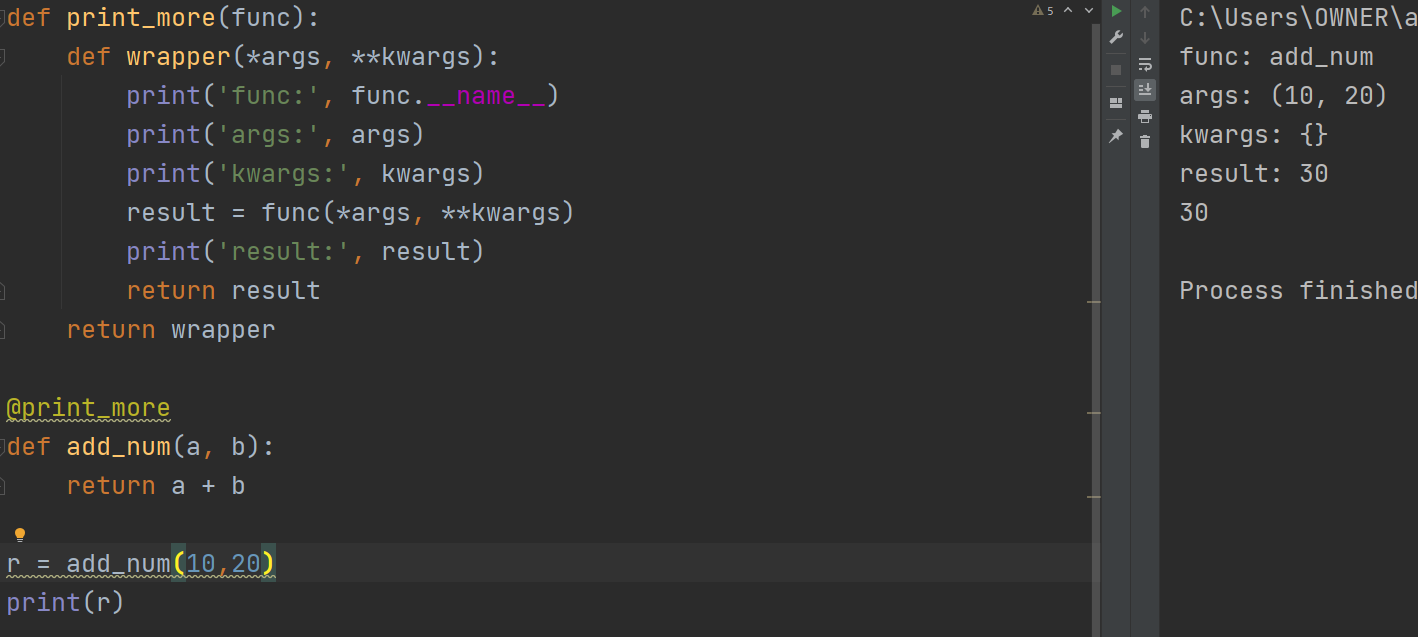 def print_more(func):
    def wrapper(*args, **kwargs):
        print('func:', func.__name__)
        print('args:', args)
        print('kwargs:', kwargs)
        result = func(*args, **kwargs)
        print('result:', result)
        return result
    return wrapper
@print_more
def add_num(a, b):
    return a + b
r = add_num(10,20)
print(r)
5
C:\Users\OWNER\a
func: add_num
args: (10, 20)
kwargs: {}
result: 30
30
Process finished